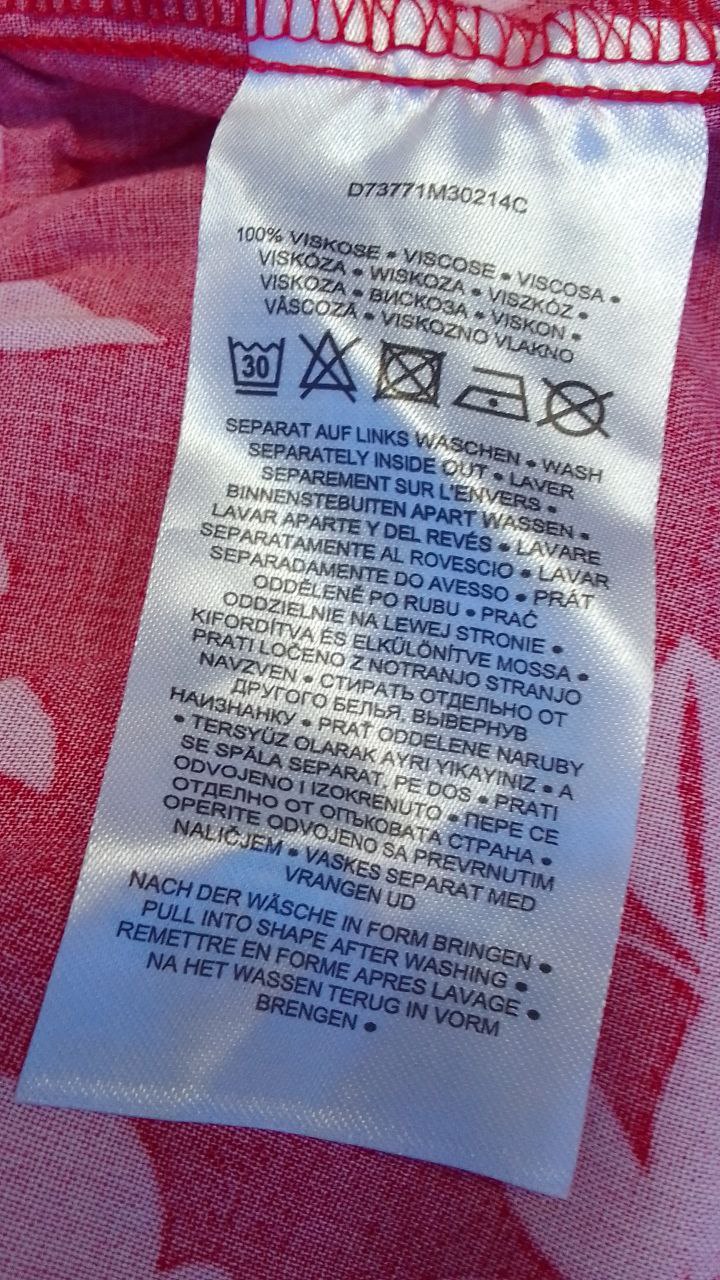 D73771M30214C
100% VISKOSE • VISCOSE • VISCOSA •
VISKÓZA • WISKOZA • VISZKÓZ •
VISKÓZA • ВИСКОЗА • VISKON •
VÂSCOZÃ • VISKOZNO VLAKNO
30
SEPARAT AUF LINKS WASCHEN • WASH
SEPARATELY INSIDE OUT • LAVER
SEPAREMENT SUR L'ENVERS •
BINNENSTEBUITEN APART WASSEN •
LAVAR APARTE Y DEL REVÉS • LAVARE
SEPARATAMENTE AL ROVESCIO • LAVAR
SEPARADAMENTE DO AVESSO • PRÁT
ODDĚLENĚ PO RUBU • PRAĆ
ODDZIELNIE NA LEWEJ STRONIE •
KIFORDÍTVA ÉS ELKÜLÖNÍTVE MOSSA •
PRATI LOČENO Z NOTRANJO STRANJO
NAVZVEN • СТИРАТЬ ОТДЕЛЬНО ОТ
ДРУГОГО БЕЛЬЯ, ВЫВЕРНУВ
НАИЗНАНКУ • PRAŤ ODDELENE NARUBY
• TERSYÜZ OLARAK AYRI YIKAYINIZ • A
SE SPĂLA SEPARAT, PE DOS • PRATI
ODVOJENO I IZOKRENUTO • ПЕРЕ СЕ
ОТДЕЛНО ОТ ОПЪКОВАТА СТРАНА •
OPERITE ODVOJENO SA PREVRNUTIM
NALIČJEM • VASKES SEPARAT MED
VRANGEN UD
NACH DER WÄSCHE IN FORM BRINGEN •
PULL INTO SHAPE AFTER WASHING •
REMETTRE EN FORME APRES LAVAGE •
NA HET WASSEN TERUG IN VORM
BRENGEN •